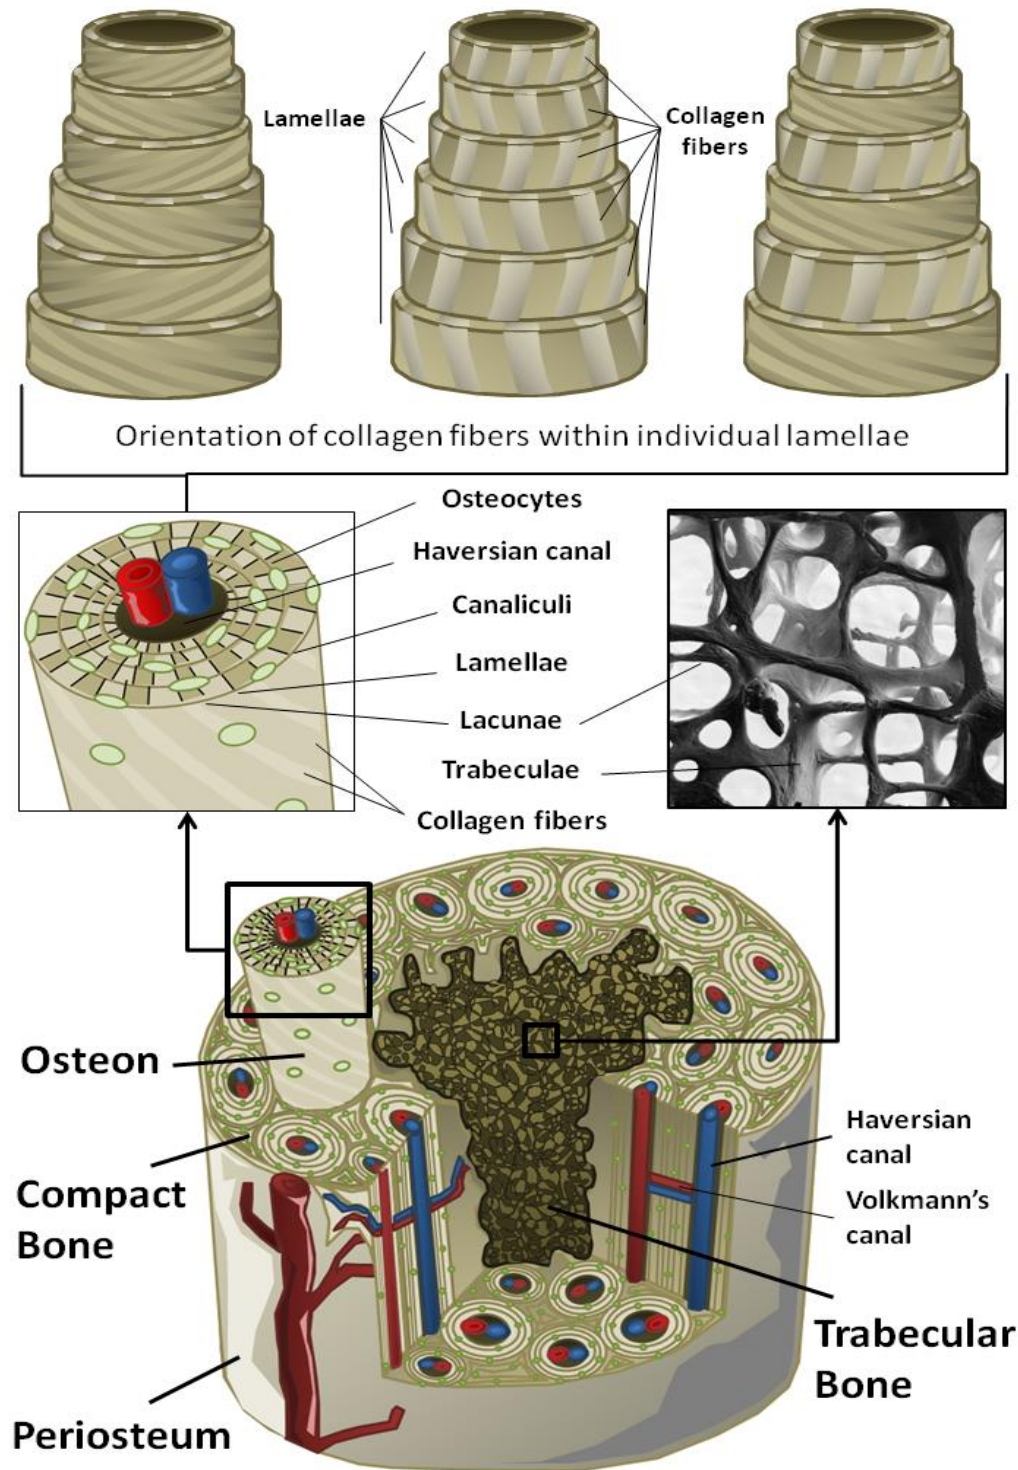 Lamellae
Collagen
fibers
Orientation of collagen fibers within individual lamellae
Osteocytes
Haversian canal
Canaliculi
Lamellae
Lacunae
Trabeculae
Collagen fibers
Osteon
Compact
Bone
Periosteum
Haversian
canal
Volkmann’s
canal
Trabecular
Bone